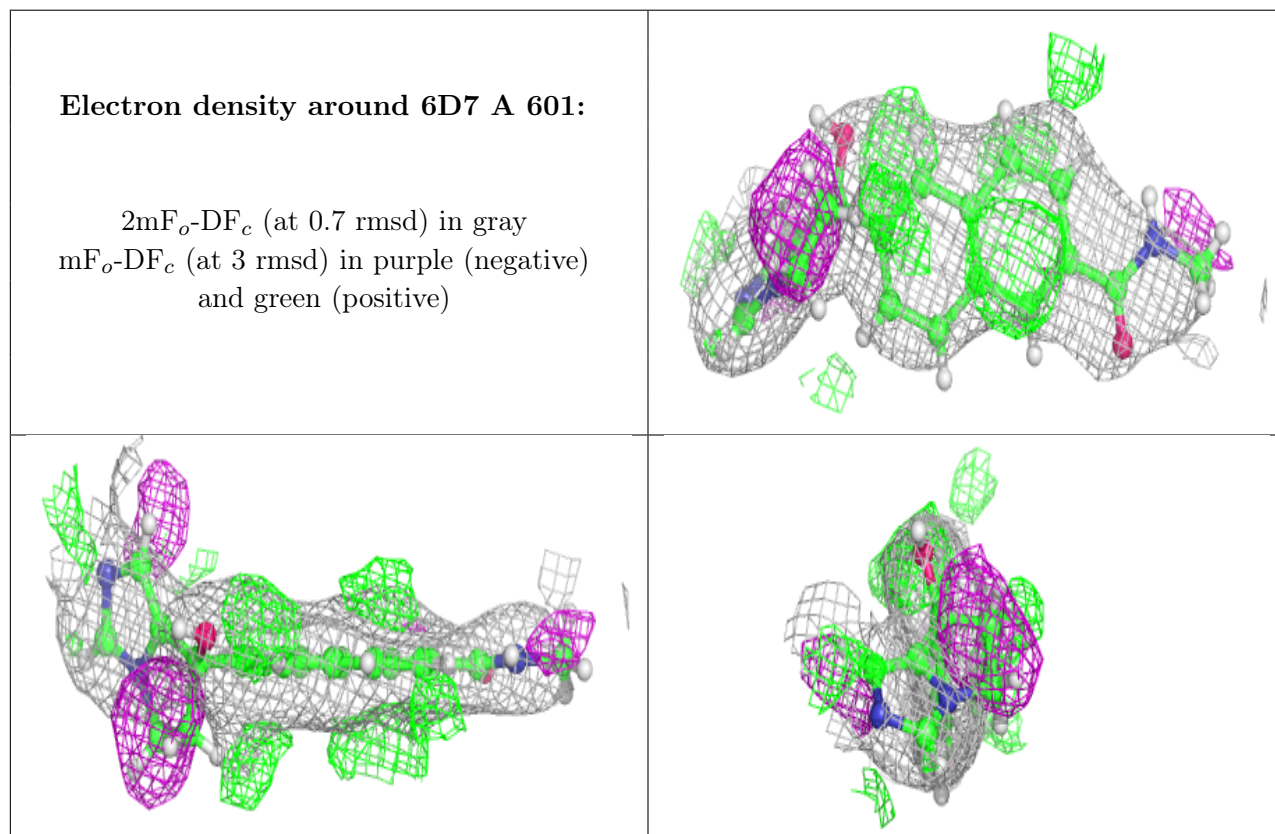 Electron density around 6D7 A 601:
2mFo-DFc (at 0.7 rmsd) in gray
mFo-DFc (at 3 rmsd) in purple (negative)
and green (positive)